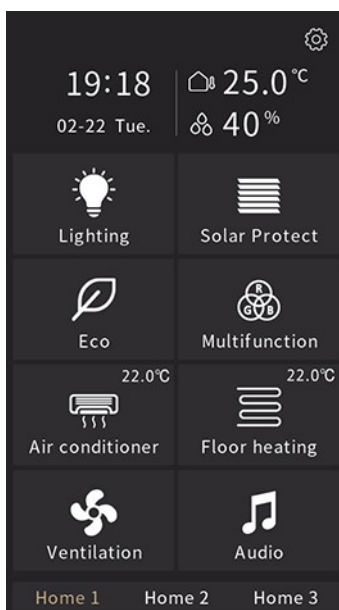 19:18
25.0℃
02-22 Tue.
40%
Lighting
Solar Protect
Eco
R
G B
Multifunction
22.0℃
22.0℃
Air conditioner
Floor heating
Ventilation
Audio
Home 1 Home 2 Home 3